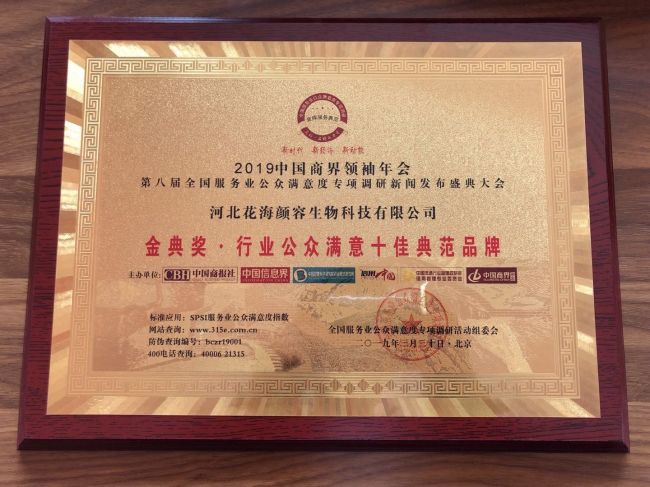 新时代 新经济 新动能
2019中国商界领袖年会
第八届全国服务业公众满意度专项调研新闻发布盛典大会
河北花海颜容生物科技有限公司
金典奖·行业公众满意十佳典范品牌
主办单位: CBH 中国商报社 中国信息界 中国商界
标准应用: SPSI服务业公众满意度指数
网站查询: www.315e.com.cn
防伪查询编号: bczr19001
400电话查询: 40006 21315
全国服务业公众满意度专项调研活动组委会
二〇一九年三月三十日·北京